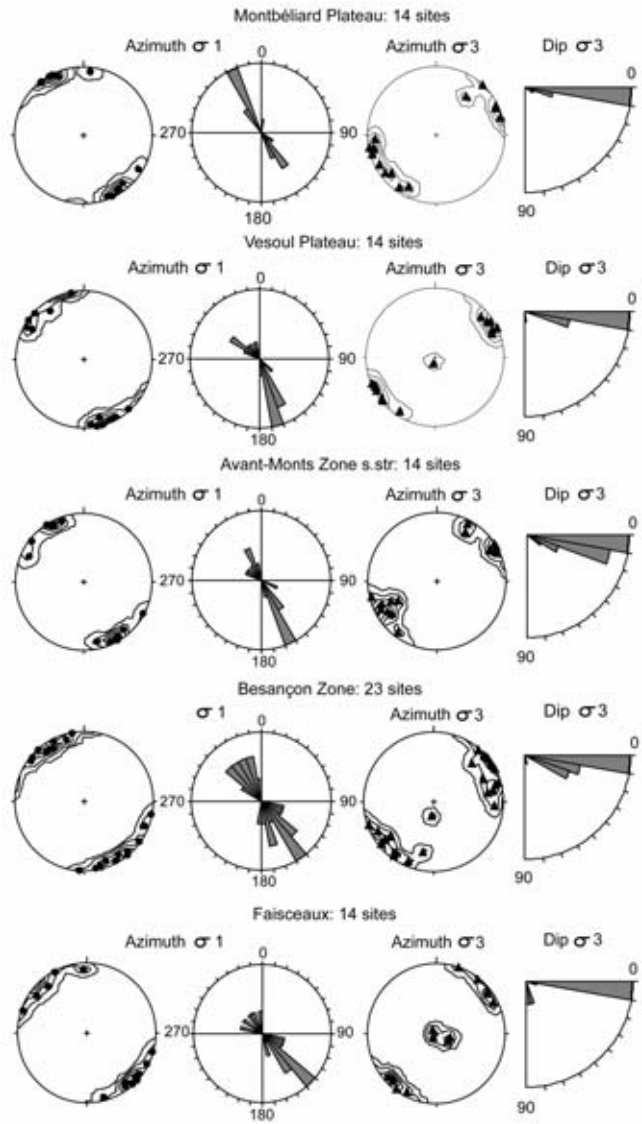 Montbéliard Plateau: 14 sites
Azimuth σ 1 Azimuth σ 3 Dip σ 3
0 0
270 90
180 90
Vesoul Plateau: 14 sites
Azimuth σ 1 Azimuth σ 3 Dip σ 3
0 0
270 90
180 90
Avant-Monts Zone s.str: 14 sites
Azimuth σ 1 Azimuth σ 3 Dip σ 3
0 0
270 90
180 90
Besançon Zone: 23 sites
σ 1 Azimuth σ 3 Dip σ 3
0 0
270 90
180 90
Faisceaux: 14 sites
Azimuth σ 1 Azimuth σ 3 Dip σ 3
0 0
270 90
180 90